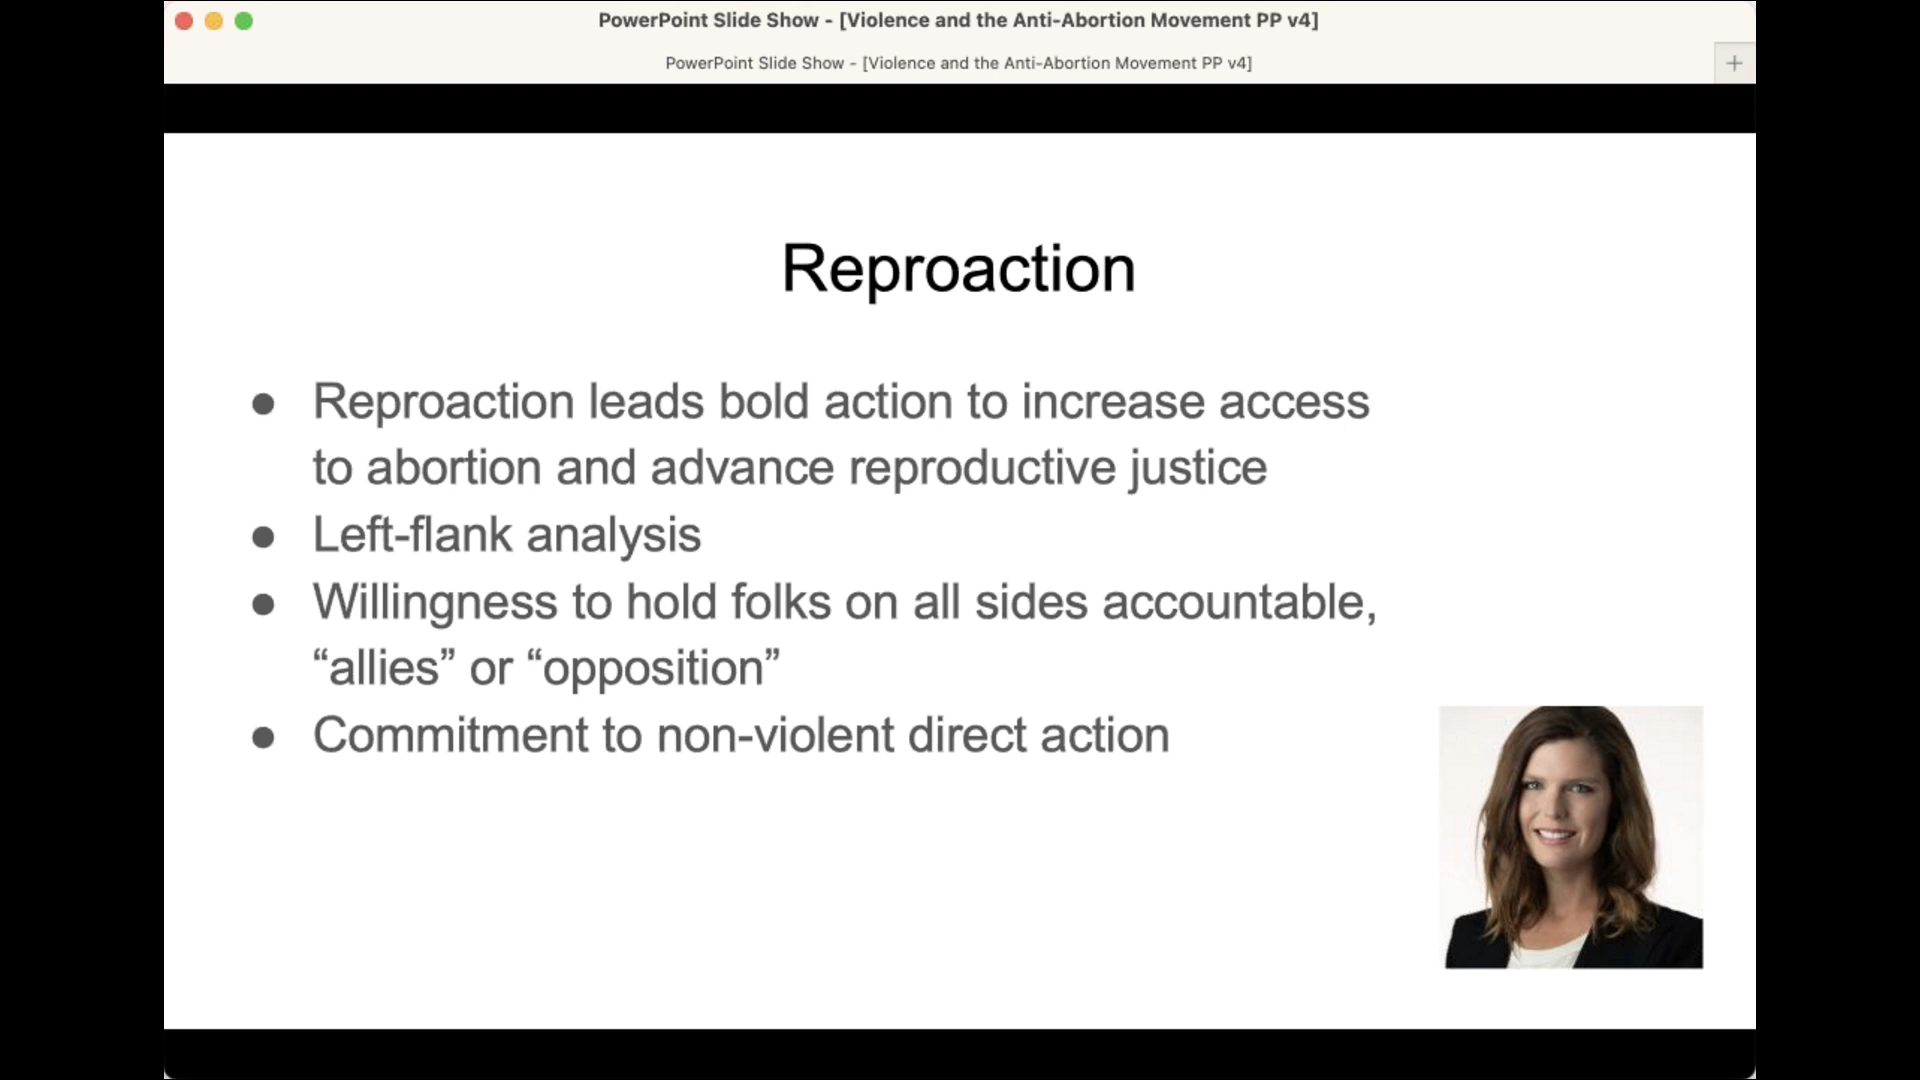 PowerPoint Slide Show - [Violence and the Anti-Abortion Movement PP v4]
PowerPoint Slide Show - [Violence and the Anti-Abortion Movement PP v4]
Reproaction
● Reproaction leads bold action to increase access
to abortion and advance reproductive justice
● Left-flank analysis
● Willingness to hold folks on all sides accountable,
“allies” or “opposition”
● Commitment to non-violent direct action